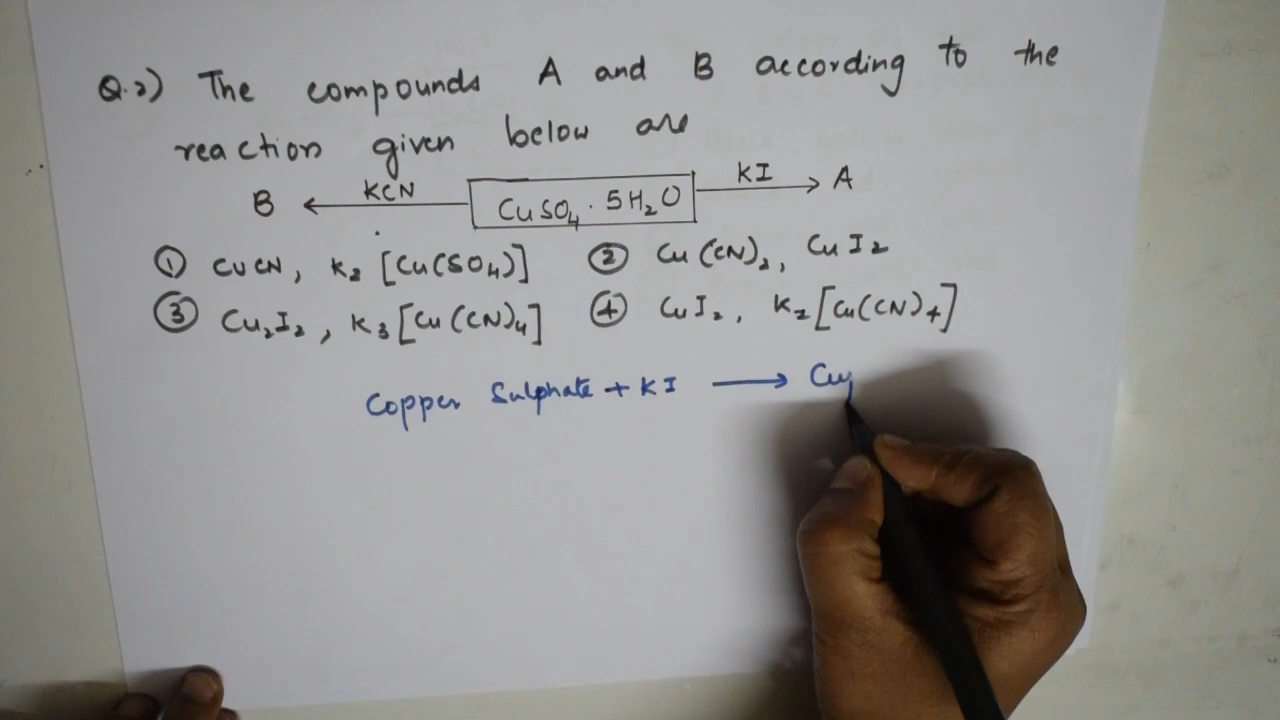 Q.2) The compounds A and B according to the
reaction given below are
B ← KCN CuSO4 . 5H2O KI → A
① CuCN, K2 [Cu(SO4)] ② Cu(CN)2, CuI2
③ Cu2I2, K3[Cu(CN)4] ④ CuI2, K2[Cu(CN)4]
Copper Sulphate + KI → Cu